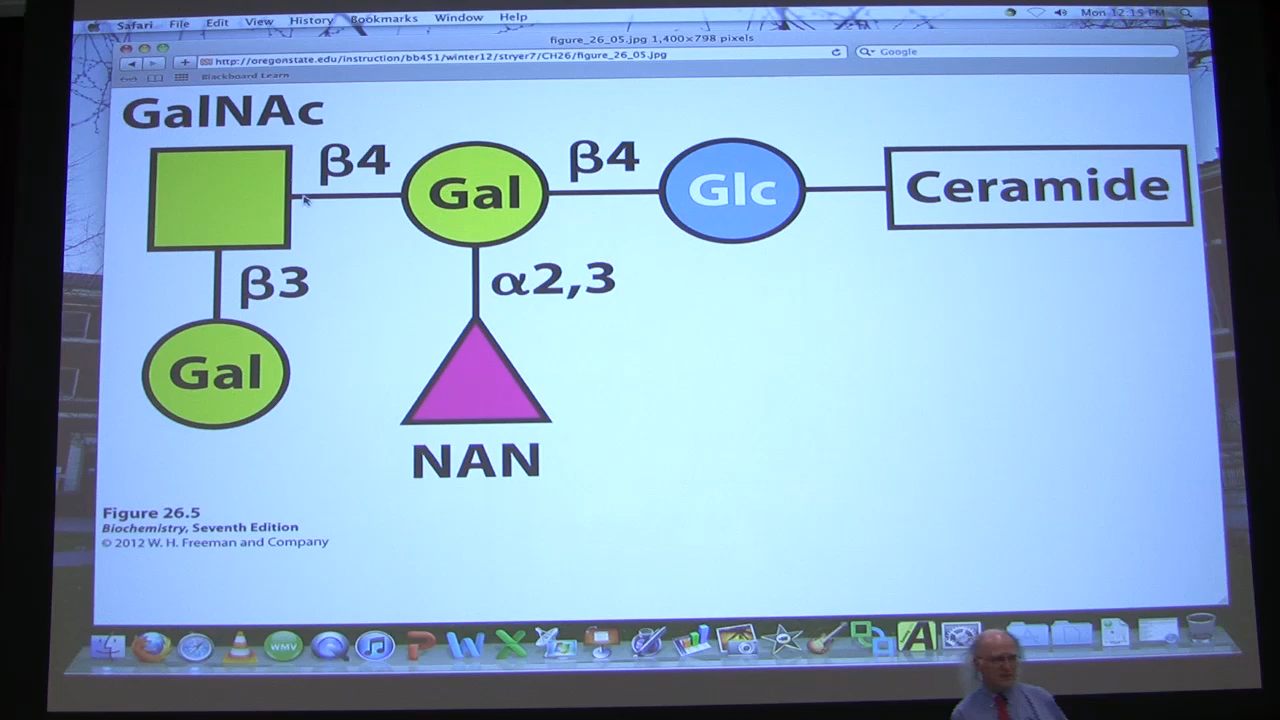 Safari File Edit View History Bookmarks Window Help Mon 12:15 PM
figure_26_05.jpg 1,400×798 pixels
http://oregonstate.edu/instruction/bb451/winter12/stryer7/CH26/figure_26_05.jpg Google
Blackboard Learn
GalNAc
β4 β4
Gal Glc Ceramide
β3 α2,3
Gal
NAN
Figure 26.5
Biochemistry, Seventh Edition
© 2012 W. H. Freeman and Company
WMV